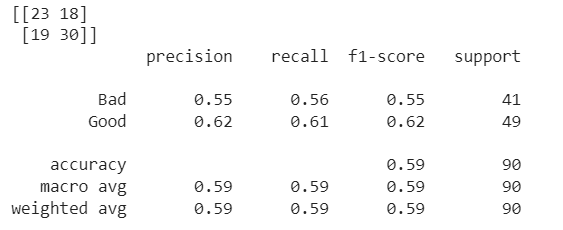 [[23 18]
[19 30]]
precision recall f1-score support
Bad 0.55 0.56 0.55 41
Good 0.62 0.61 0.62 49
accuracy 0.59 90
macro avg 0.59 0.59 0.59 90
weighted avg 0.59 0.59 0.59 90